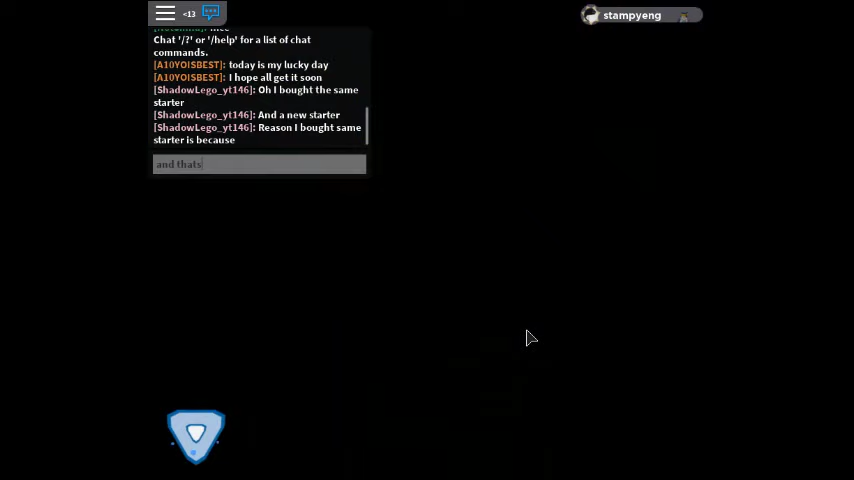 <13
stampyeng
Chat '/?' or '/help' for a list of chat
commands.
[A10YOISBEST]: today is my lucky day
[A10YOISBEST]: I hope all get it soon
[ShadowLego_yt146]: Oh I bought the same
starter
[ShadowLego_yt146]: And a new starter
[ShadowLego_yt146]: Reason I bought same
starter is because
and thats